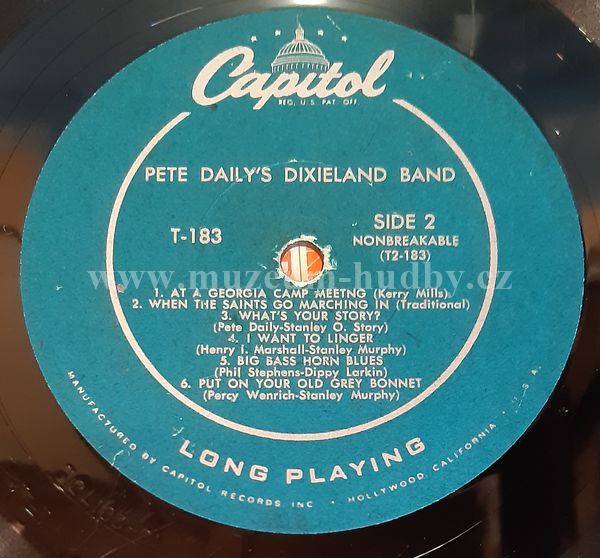 Capitol
REG. U.S. PAT. OFF.
PETE DAILY'S DIXIELAND BAND
T-183
SIDE 2
NONBREAKABLE
(T2-183)
www.muzeum-hudby.cz
1. AT A GEORGIA CAMP MEETNG (Kerry Mills)
2. WHEN THE SAINTS GO MARCHING IN (Traditional)
3. WHAT'S YOUR STORY?
(Pete Daily-Stanley O. Story)
4. I WANT TO LINGER
(Henry I. Marshall-Stanley Murphy)
5. BIG BASS HORN BLUES
(Phil Stephens-Dippy Larkin)
6. PUT ON YOUR OLD GREY BONNET
(Percy Wenrich-Stanley Murphy)
LONG PLAYING
MANUFACTURED BY CAPITOL RECORDS INC • HOLLYWOOD, CALIFORNIA, U.S.A.